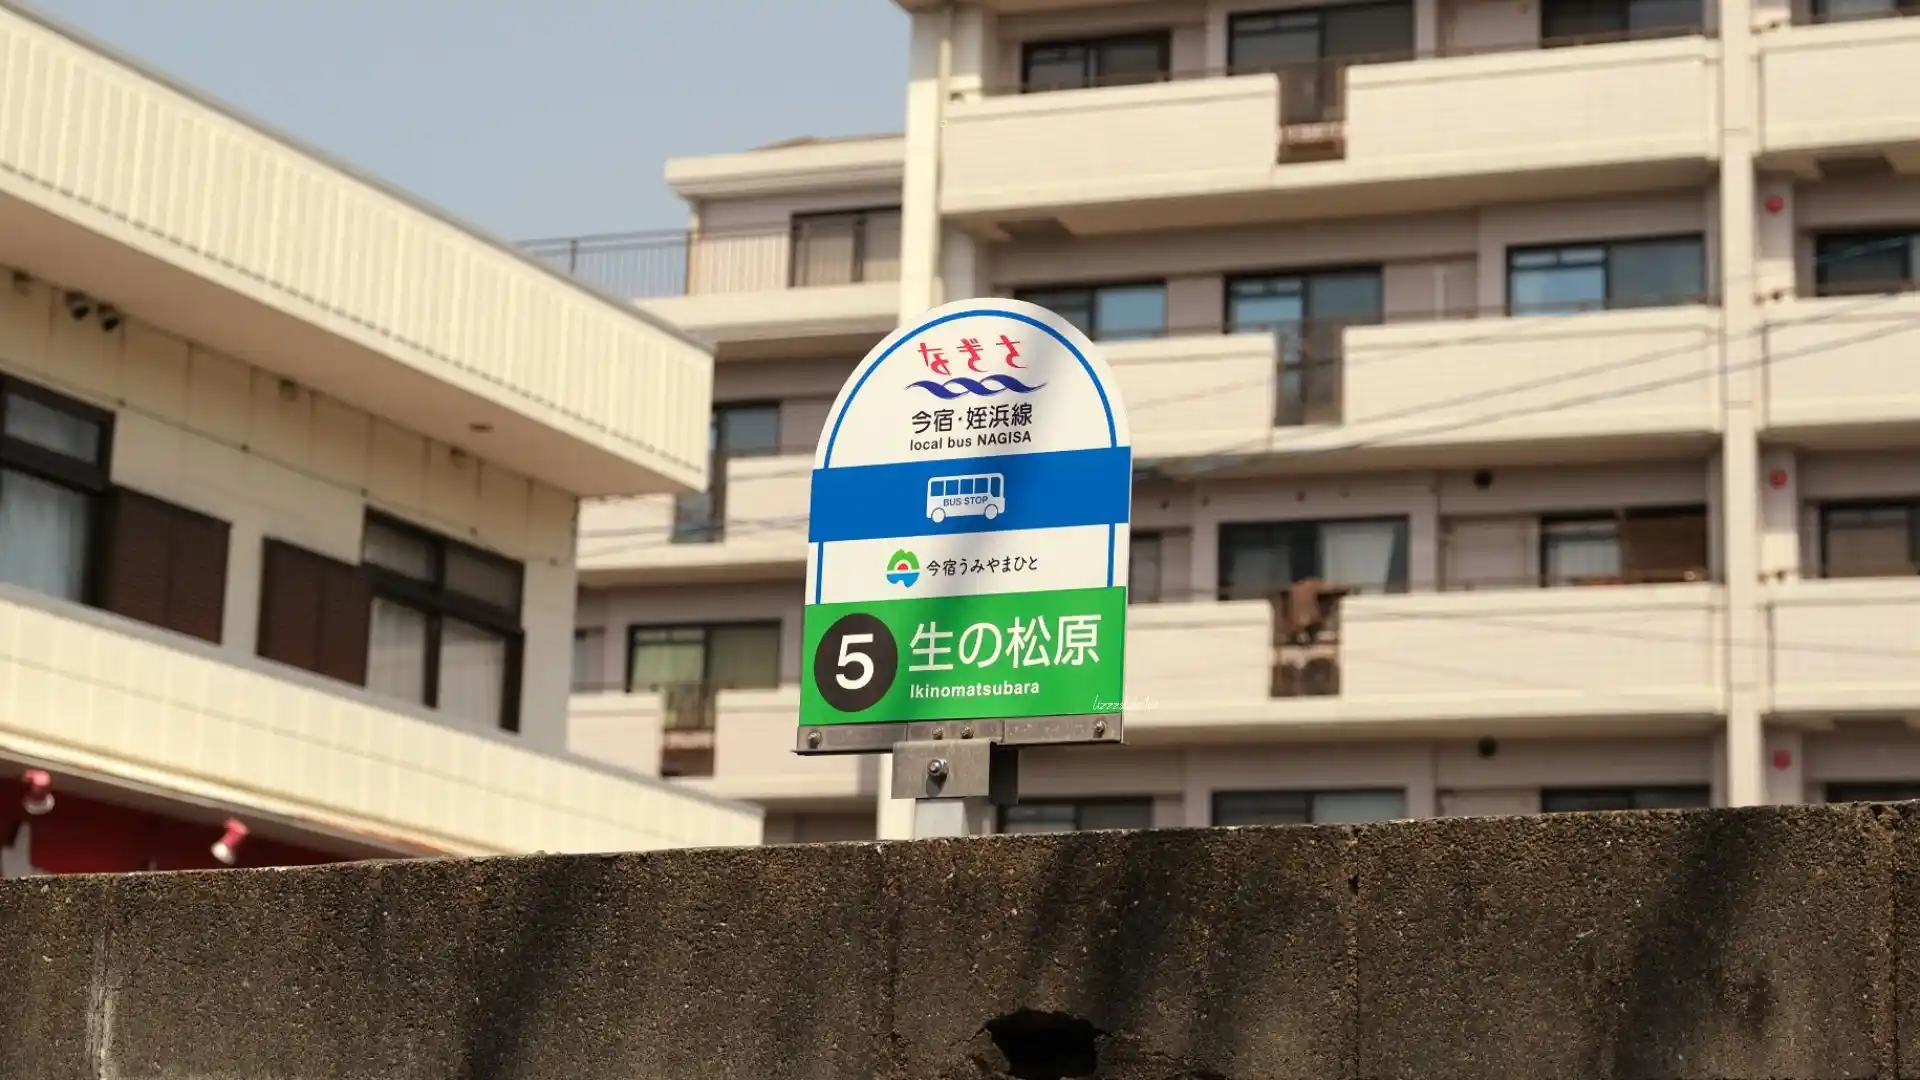 なぎさ
今宿・姪浜線
local bus NAGISA
BUS STOP
今宿うみやまひと
5 生の松原
Ikinomatsubara